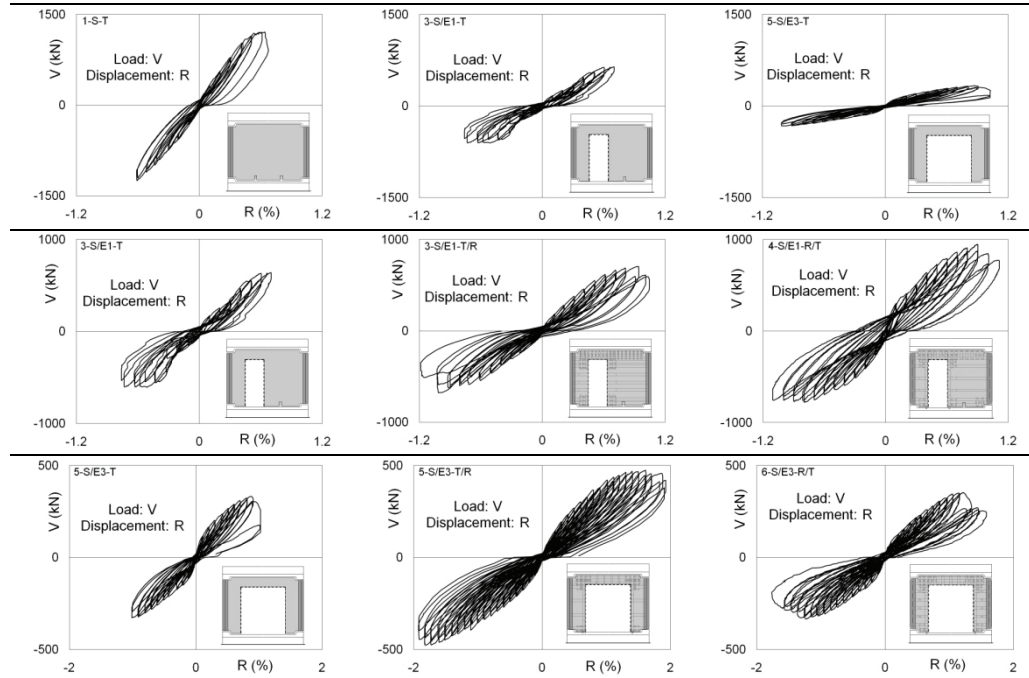 1-S-T
Load: V
Displacement: R
V (kN)
1500
0
-1500
-1.2
0
1.2
R (%)
3-S/E1-T
Load: V
Displacement: R
V (kN)
1500
0
-1500
-1.2
0
1.2
R (%)
5-S/E3-T
Load: V
Displacement: R
V (kN)
1500
0
-1500
-1.2
0
1.2
R (%)
3-S/E1-T
Load: V
Displacement: R
V (kN)
1000
0
-1000
-1.2
0
1.2
R (%)
3-S/E1-T/R
Load: V
Displacement: R
V (kN)
1000
0
-1000
-1.2
0
1.2
R (%)
4-S/E1-R/T
Load: V
Displacement: R
V (kN)
1000
0
-1000
-1.2
0
1.2
R (%)
5-S/E3-T
Load: V
Displacement: R
V (kN)
500
0
-500
-2
0
2
R (%)
5-S/E3-T/R
Load: V
Displacement: R
V (kN)
500
0
-500
-2
0
2
R (%)
6-S/E3-R/T
Load: V
Displacement: R
V (kN)
500
0
-500
-2
0
2
R (%)